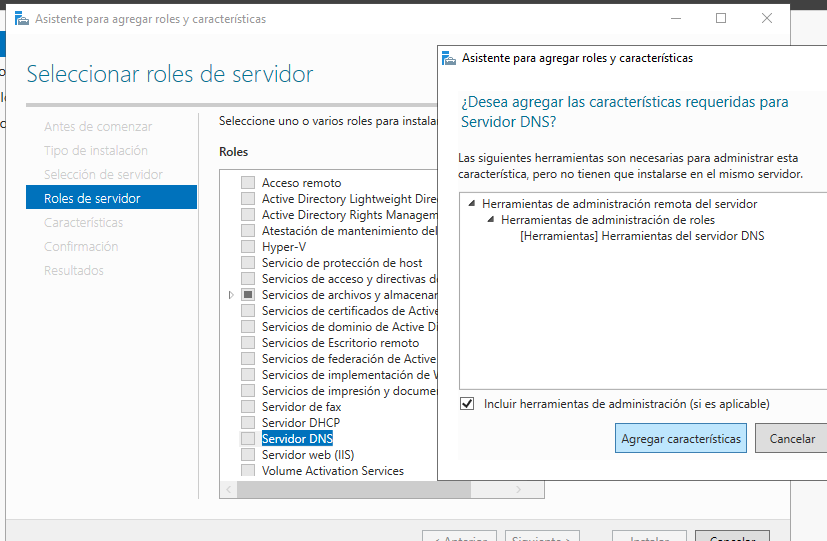 Asistente para agregar roles y características
Seleccionar roles de servidor
Antes de comenzar
Tipo de instalación
Selección de servidor
Roles de servidor
Características
Confirmación
Resultados
Seleccione uno o varios roles para instala
Roles
Acceso remoto
Active Directory Lightweight Dire
Active Directory Rights Managem
Atestación de mantenimiento del
Hyper-V
Servicio de protección de host
Servicios de acceso y directivas d
Servicios de archivos y almacenar
Servicios de certificados de Active
Servicios de dominio de Active Di
Servicios de Escritorio remoto
Servicios de federación de Active
Servicios de implementación de W
Servicios de impresión y docume
Servidor de fax
Servidor DHCP
Servidor DNS
Servidor web (IIS)
Volume Activation Services
< Anterior
Siguiente >
Instalar
Cancelar
Asistente para agregar roles y características
¿Desea agregar las características requeridas para
Servidor DNS?
Las siguientes herramientas son necesarias para administrar esta
característica, pero no tienen que instalarse en el mismo servidor.
Herramientas de administración remota del servidor
Herramientas de administración de roles
[Herramientas] Herramientas del servidor DNS
Incluir herramientas de administración (si es aplicable)
Agregar características
Cancelar